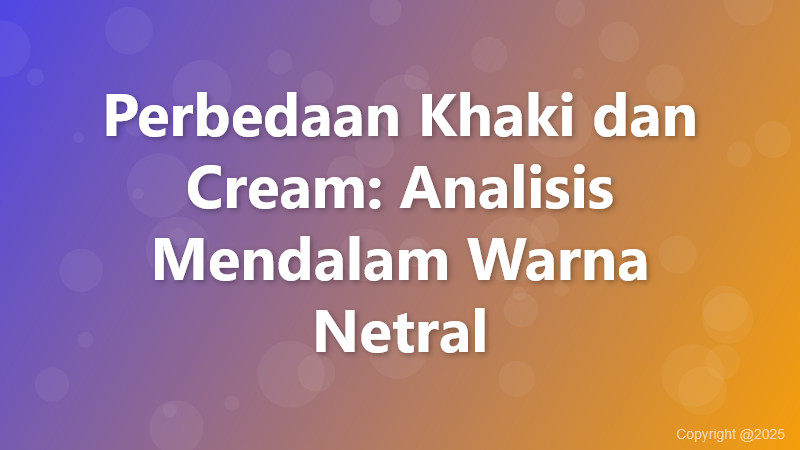 Perbedaan Khaki dan
Cream: Analisis
Mendalam Warna
Netral
Copyright @2025